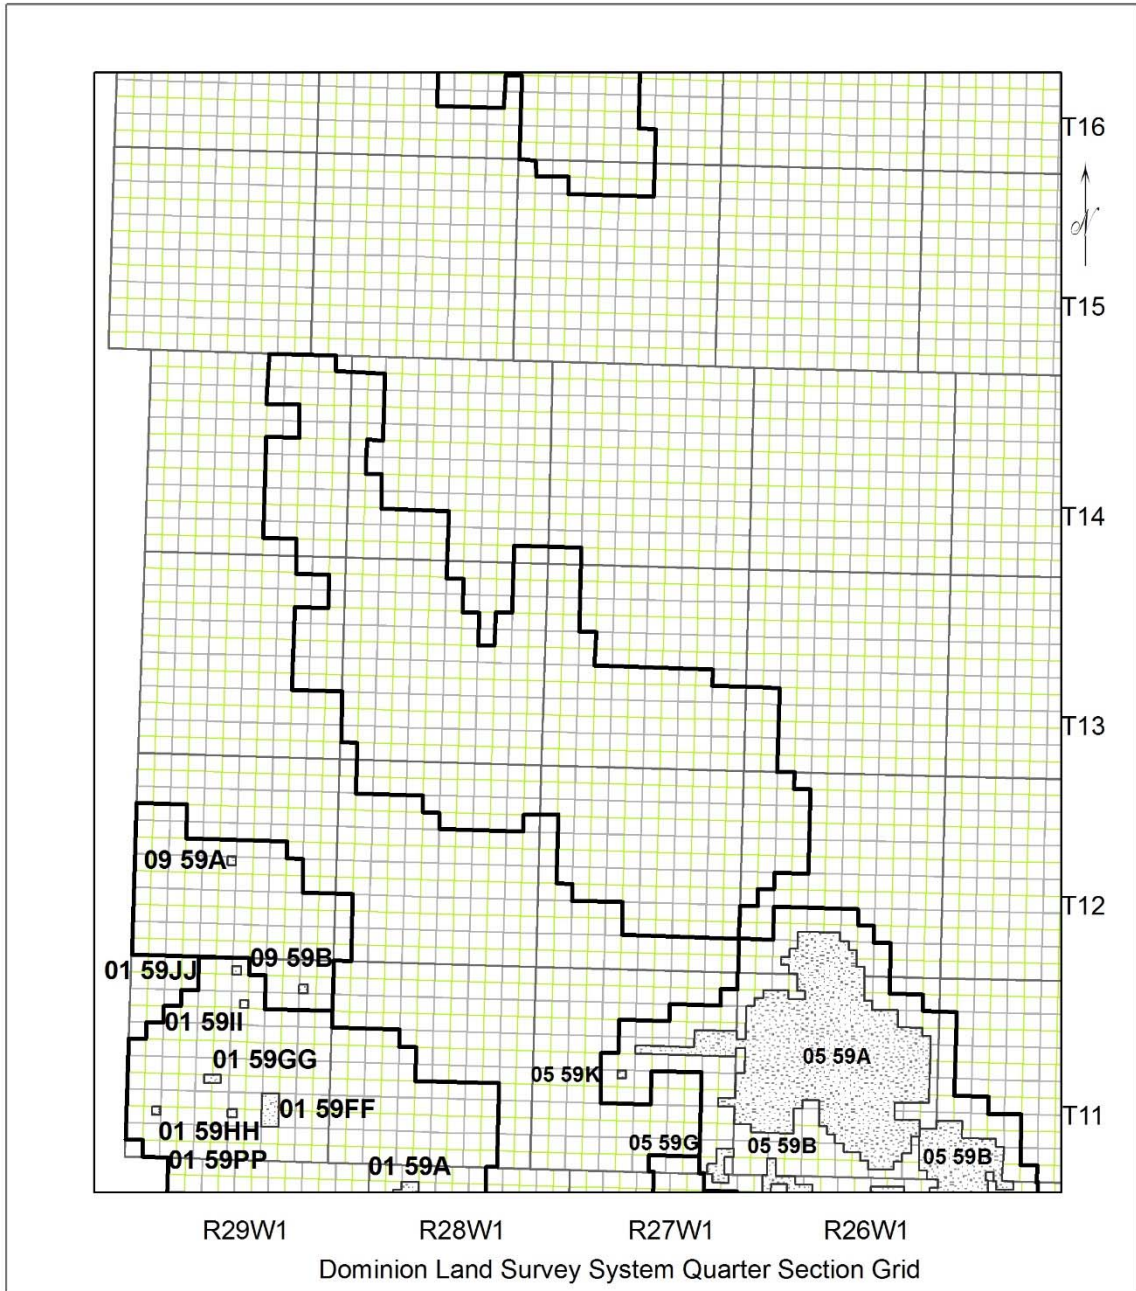 T16
N
T15
T14
T13
09 59A
T12
09 59B
01 59JJ
01 59II
01 59GG
05 59A
05 59K
01 59FF
T11
01 59HH
05 59G
05 59B
05 59B
01 59PP
01 59A
R29W1
R28W1
R27W1
R26W1
Dominion Land Survey System Quarter Section Grid